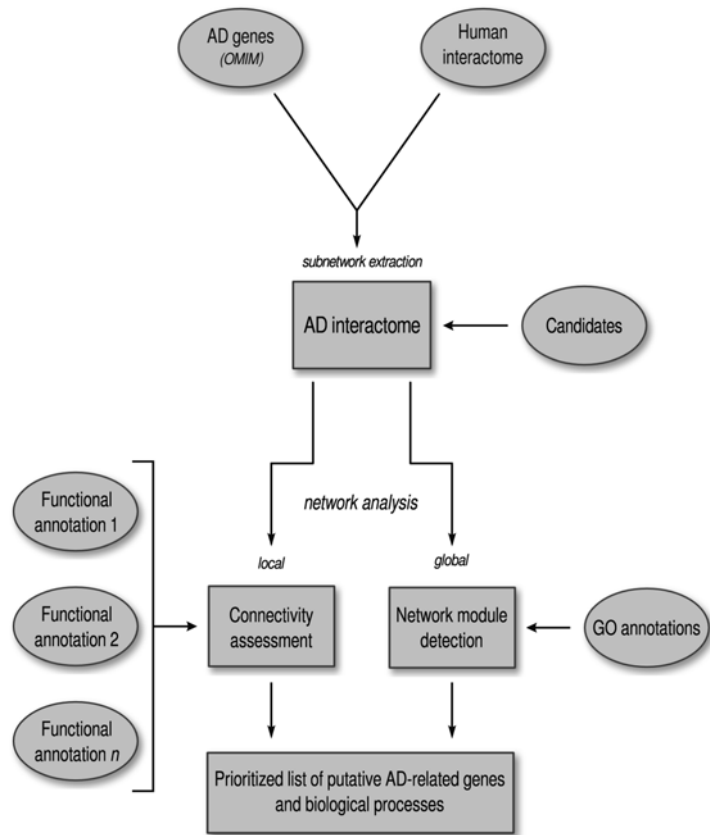 AD genes
(OMIM)
Human
interactome
subnetwork extraction
AD interactome
Candidates
network analysis
Functional
annotation 1
Functional
annotation 2
Functional
annotation n
local
global
Connectivity
assessment
Network module
detection
GO annotations
Prioritized list of putative AD-related genes
and biological processes